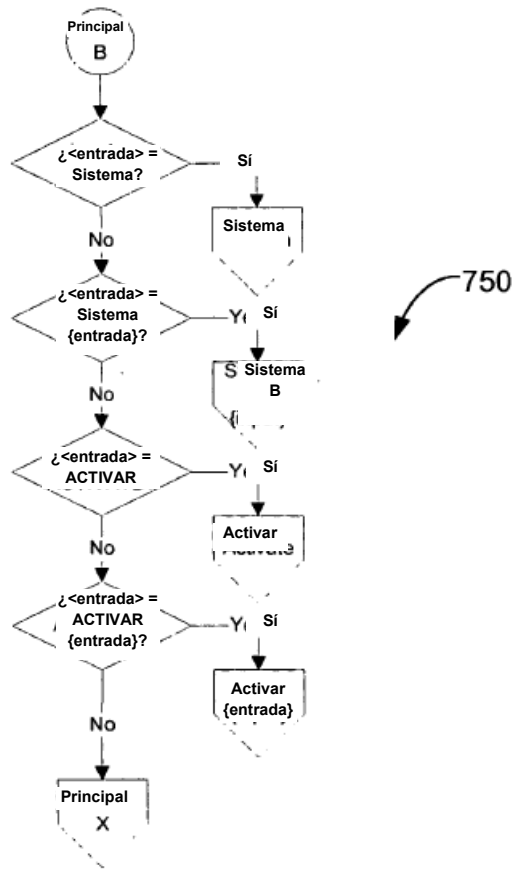 Principal
B
¿<entrada> =
Sistema?
Sí
Sistema
No
¿<entrada> =
Sistema
{entrada}?
Sí
750
Sistema
B
No
¿<entrada> =
ACTIVAR
Sí
Activar
No
¿<entrada> =
ACTIVAR
{entrada}?
Sí
Activar
{entrada}
No
Principal
X